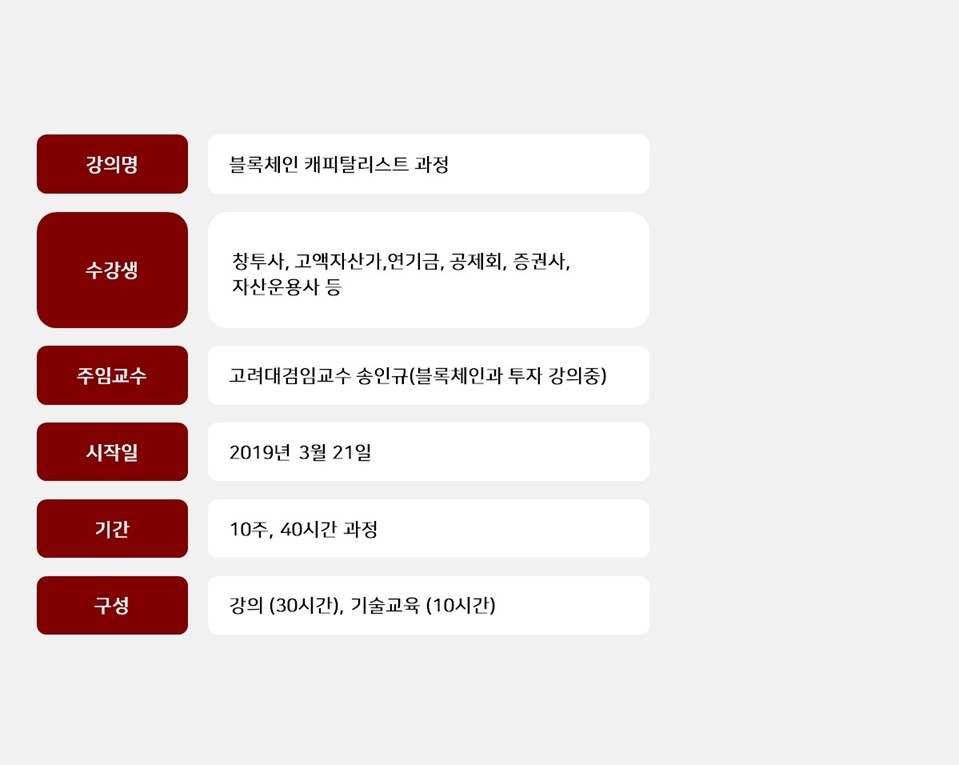 강의명
블록체인 캐피탈리스트 과정
수강생
창투사, 고액자산가,연기금, 공제회, 증권사,
자산운용사 등
주임교수
고려대겸임교수 송인규(블록체인과 투자 강의중)
시작일
2019년 3월 21일
기간
10주, 40시간 과정
구성
강의 (30시간), 기술교육 (10시간)